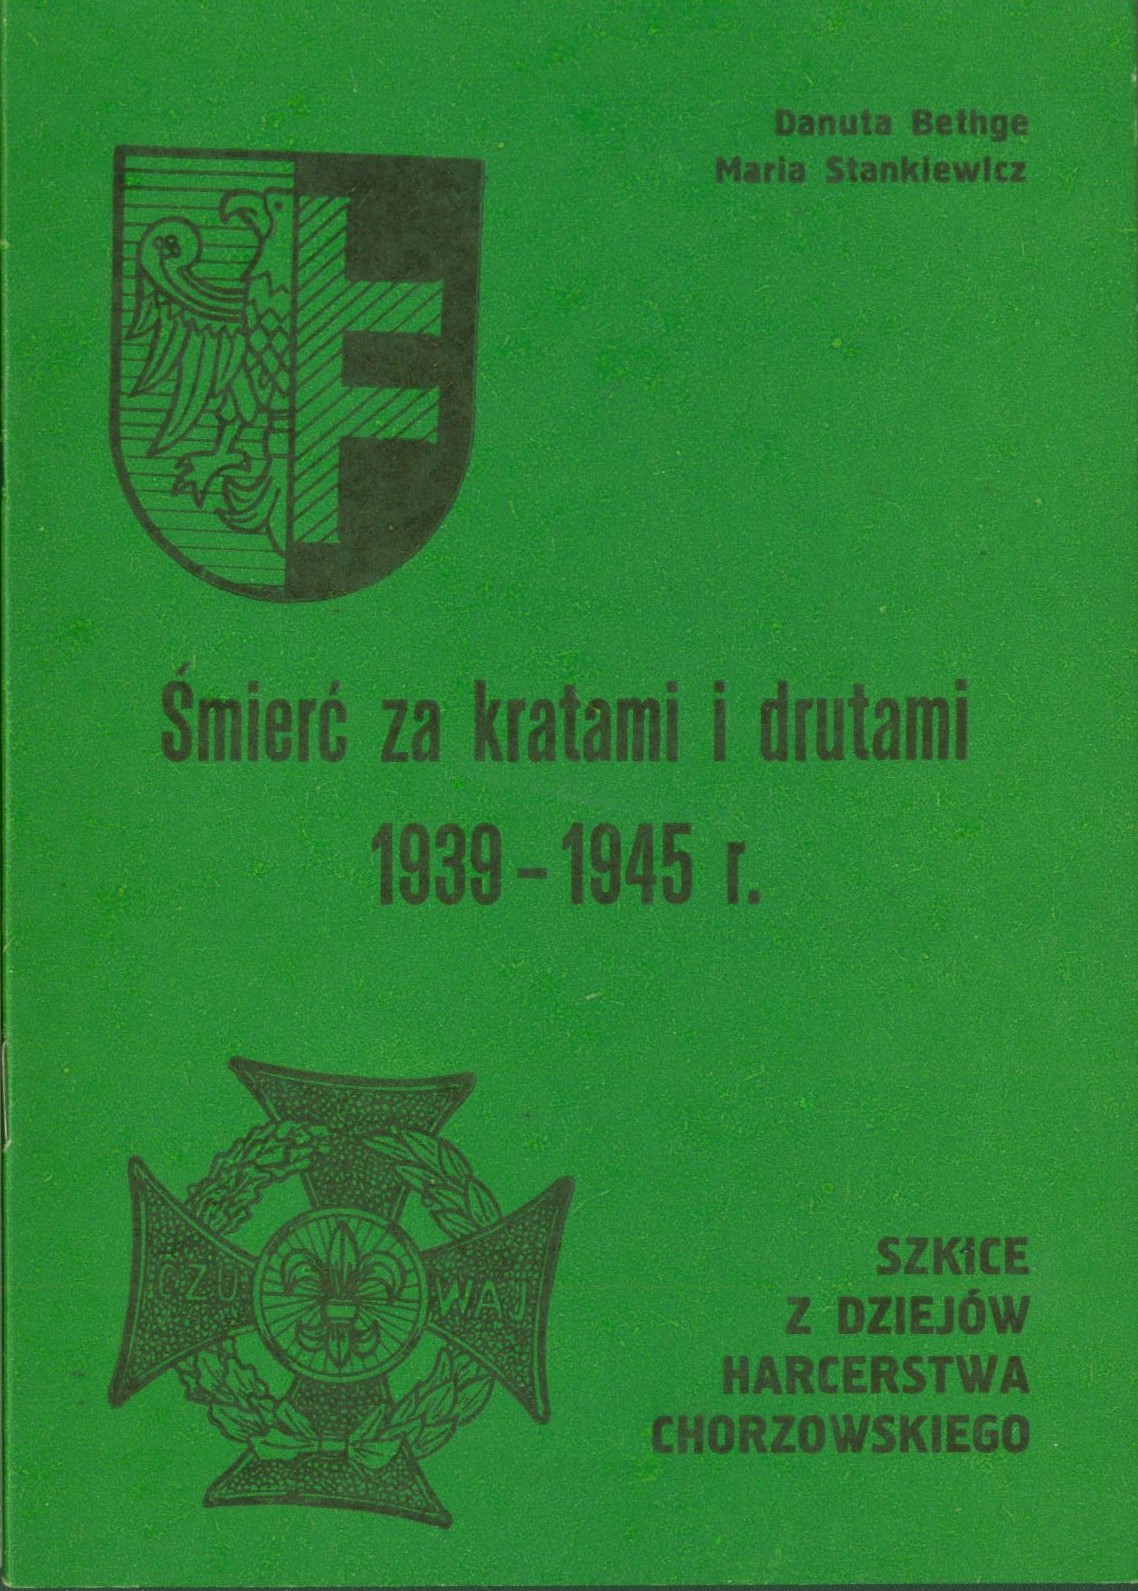 Danuta Bethge
Maria Stankiewicz
Śmierć za kratami i drutami
1939 – 1945 r.
CZU WAJ
SZKICE
Z DZIEJÓW
HARCERSTWA
CHORZOWSKIEGO